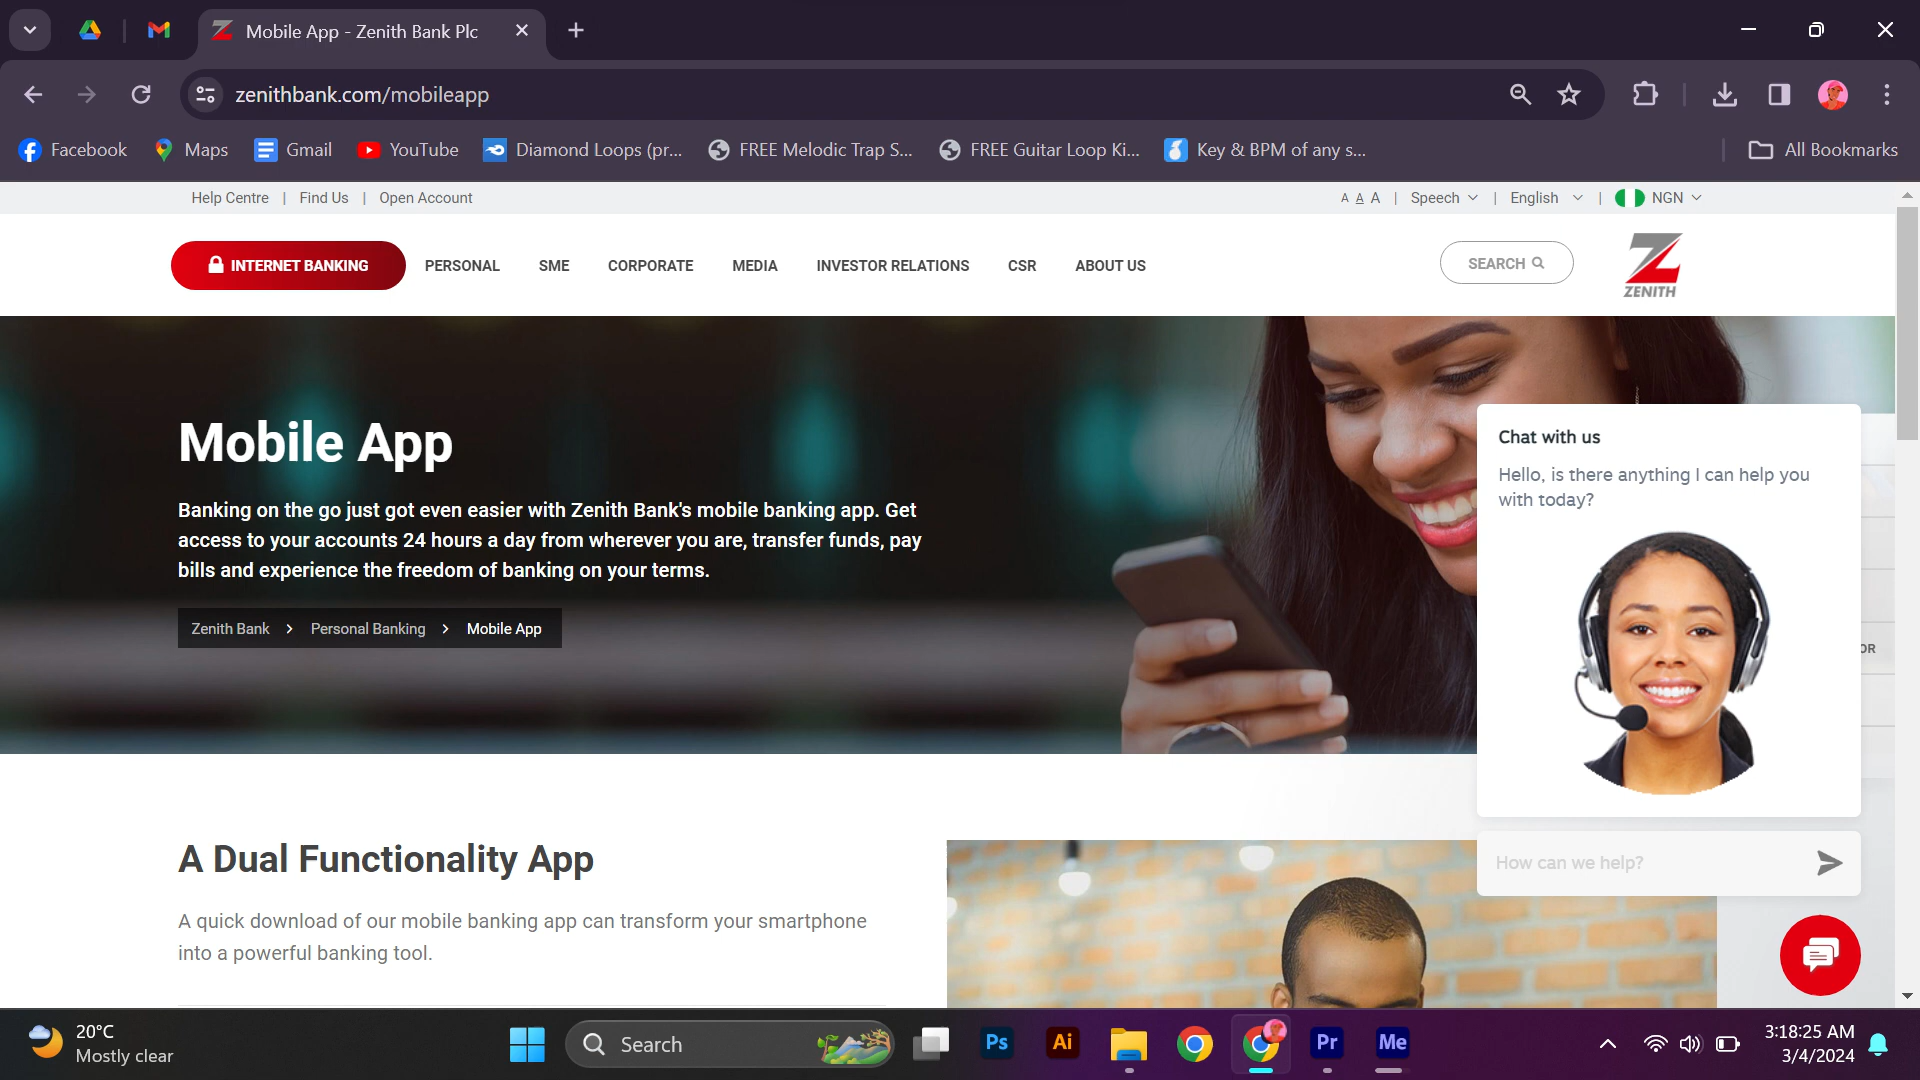 Mobile App - Zenith Bank Plc
zenithbank.com/mobileapp
Facebook
Maps
Gmail
YouTube
Diamond Loops (pr...
FREE Melodic Trap S...
FREE Guitar Loop Ki...
Key & BPM of any s...
All Bookmarks
Help Centre | Find Us | Open Account
A A A | Speech | English | NGN
INTERNET BANKING
PERSONAL
SME
CORPORATE
MEDIA
INVESTOR RELATIONS
CSR
ABOUT US
SEARCH
ZENITH
Mobile App
Banking on the go just got even easier with Zenith Bank's mobile banking app. Get
access to your accounts 24 hours a day from wherever you are, transfer funds, pay
bills and experience the freedom of banking on your terms.
Zenith Bank > Personal Banking > Mobile App
Chat with us
Hello, is there anything I can help you
with today?
OR
How can we help?
A Dual Functionality App
A quick download of our mobile banking app can transform your smartphone
into a powerful banking tool.
20°C
Mostly clear
Search
Ps
Ai
Pr
Me
3:18:25 AM
3/4/2024